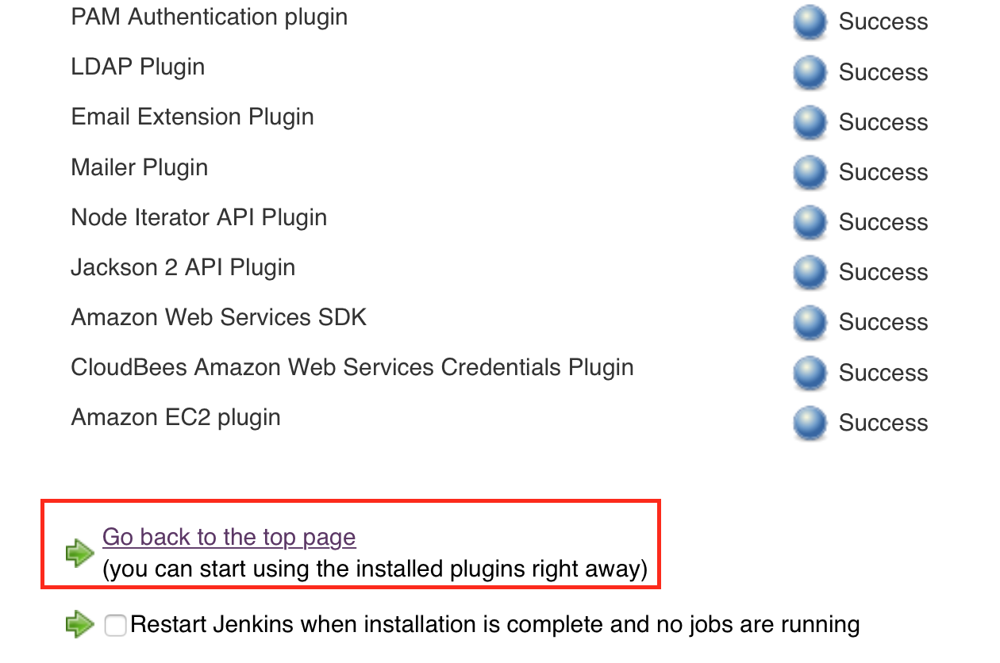 PAM Authentication plugin Success
LDAP Plugin Success
Email Extension Plugin Success
Mailer Plugin Success
Node Iterator API Plugin Success
Jackson 2 API Plugin Success
Amazon Web Services SDK Success
CloudBees Amazon Web Services Credentials Plugin Success
Amazon EC2 plugin Success
Go back to the top page
(you can start using the installed plugins right away)
Restart Jenkins when installation is complete and no jobs are running